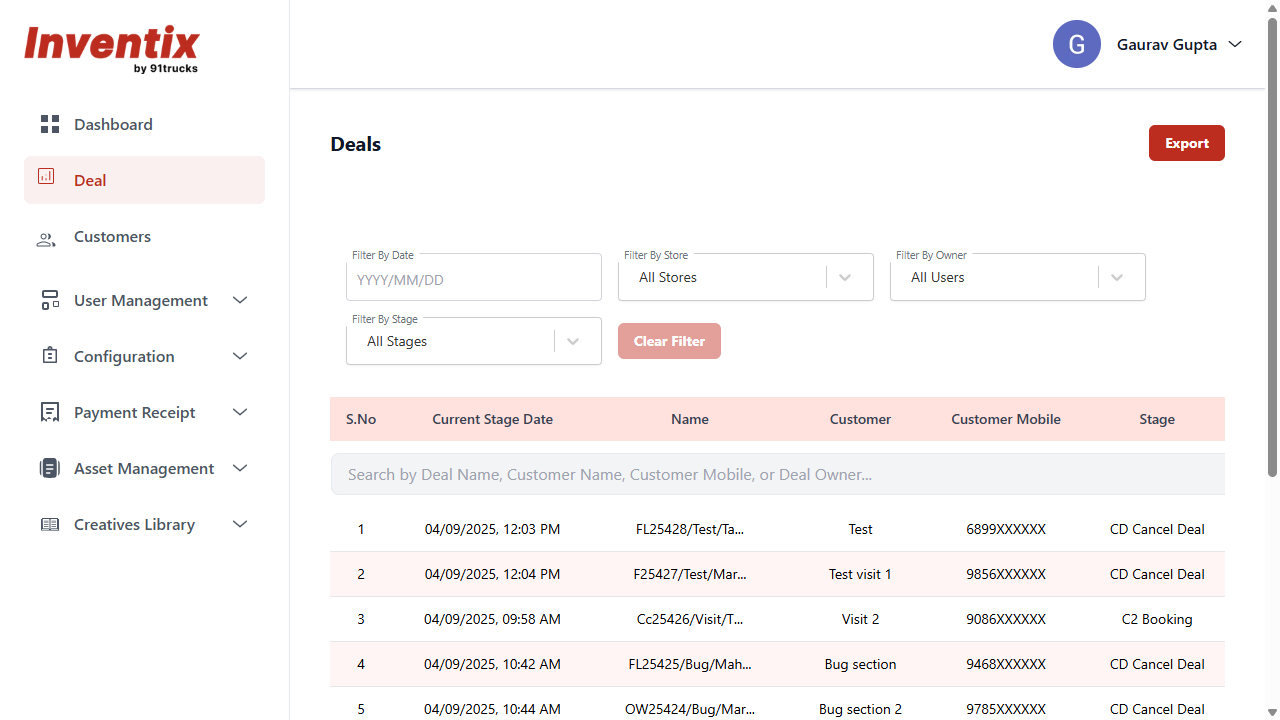 Inventix
by 91trucks
G
Gaurav Gupta
Dashboard
Deal
Customers
User Management
Configuration
Payment Receipt
Asset Management
Creatives Library
Deals
Export
Filter By Date
YYYY/MM/DD
Filter By Store
All Stores
Filter By Owner
All Users
Filter By Stage
All Stages
Clear Filter
S.No Current Stage Date Name Customer Customer Mobile Stage
Search by Deal Name, Customer Name, Customer Mobile, or Deal Owner...
1 04/09/2025, 12:03 PM FL25428/Test/Ta... Test 6899XXXXXX CD Cancel Deal
2 04/09/2025, 12:04 PM F25427/Test/Mar... Test visit 1 9856XXXXXX CD Cancel Deal
3 04/09/2025, 09:58 AM Cc25426/Visit/T... Visit 2 9086XXXXXX C2 Booking
4 04/09/2025, 10:42 AM FL25425/Bug/Mah... Bug section 9468XXXXXX CD Cancel Deal
5 04/09/2025, 10:44 AM OW25424/Bug/Mar... Bug section 2 9785XXXXXX CD Cancel Deal